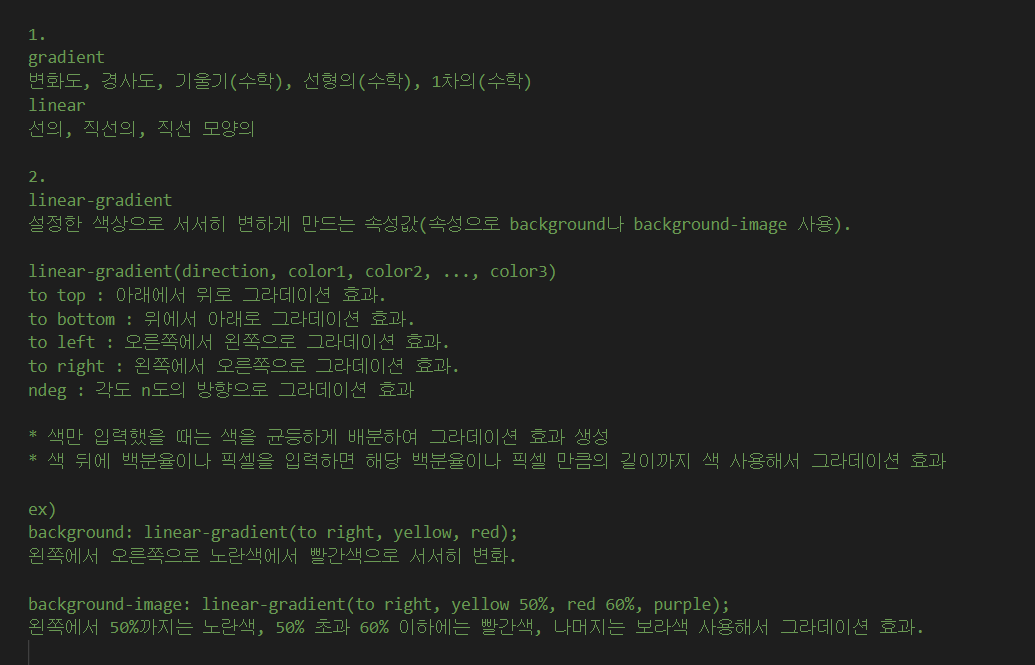 1.
gradient
변화도, 경사도, 기울기(수학), 선형의(수학), 1차의(수학)
linear
선의, 직선의, 직선 모양의
2.
linear-gradient
설정한 색상으로 서서히 변하게 만드는 속성값(속성으로 background나 background-image 사용).
linear-gradient(direction, color1, color2, ..., color3)
to top : 아래에서 위로 그라데이션 효과.
to bottom : 위에서 아래로 그라데이션 효과.
to left : 오른쪽에서 왼쪽으로 그라데이션 효과.
to right : 왼쪽에서 오른쪽으로 그라데이션 효과.
ndeg : 각도 n도의 방향으로 그라데이션 효과
* 색만 입력했을 때는 색을 균등하게 배분하여 그라데이션 효과 생성
* 색 뒤에 백분율이나 픽셀을 입력하면 해당 백분율이나 픽셀 만큼의 길이까지 색 사용해서 그라데이션 효과
ex)
background: linear-gradient(to right, yellow, red);
왼쪽에서 오른쪽으로 노란색에서 빨간색으로 서서히 변화.
background-image: linear-gradient(to right, yellow 50%, red 60%, purple);
왼쪽에서 50%까지는 노란색, 50% 초과 60% 이하에는 빨간색, 나머지는 보라색 사용해서 그라데이션 효과.